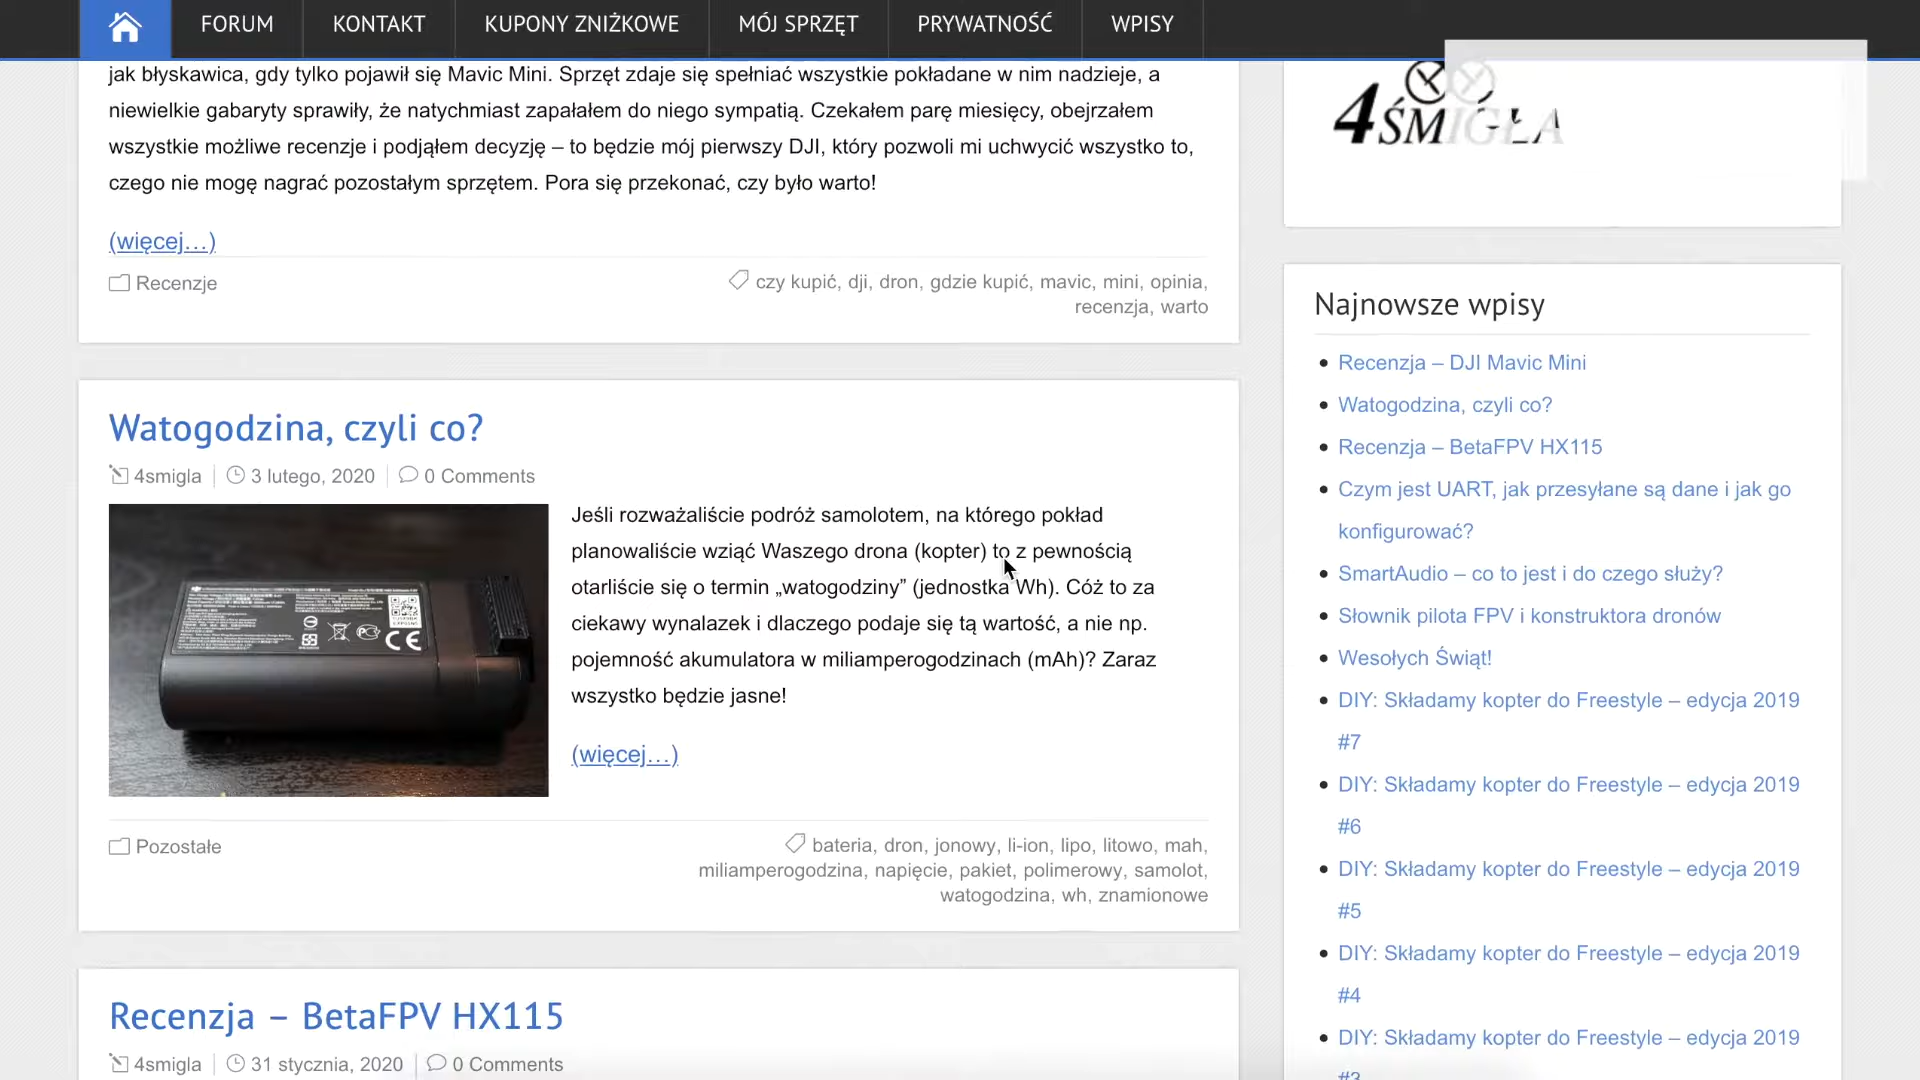 FORUM KONTAKT KUPONY ZNIŻKOWE MÓJ SPRZĘT PRYWATNOŚĆ WPISY
jak błyskawica, gdy tylko pojawił się Mavic Mini. Sprzęt zdaje się spełniać wszystkie pokładane w nim nadzieje, a
niewielkie gabaryty sprawiły, że natychmiast zapałałem do niego sympatią. Czekałem parę miesięcy, obejrzałem
wszystkie możliwe recenzje i podjąłem decyzję – to będzie mój pierwszy DJI, który pozwoli mi uchwycić wszystko to,
czego nie mogę nagrać pozostałym sprzętem. Pora się przekonać, czy było warto!
(więcej…)
Recenzje
czy kupić, dji, dron, gdzie kupić, mavic, mini, opinia,
recenzja, warto
Watogodzina, czyli co?
4smigla 3 lutego, 2020 0 Comments
Jeśli rozważaliście podróż samolotem, na którego pokład
planowaliście wziąć Waszego drona (kopter) to z pewnością
otarliście się o termin „watogodziny” (jednostka Wh). Cóż to za
ciekawy wynalazek i dlaczego podaje się tą wartość, a nie np.
pojemność akumulatora w miliamperogodzinach (mAh)? Zaraz
wszystko będzie jasne!
(więcej…)
Pozostałe
bateria, dron, jonowy, li-ion, lipo, litowo, mah,
miliamperogodzina, napięcie, pakiet, polimerowy, samolot,
watogodzina, wh, znamionowe
Recenzja – BetaFPV HX115
4smigla 31 stycznia, 2020 0 Comments
4ŚMIGŁA
Najnowsze wpisy
Recenzja – DJI Mavic Mini
Watogodzina, czyli co?
Recenzja – BetaFPV HX115
Czym jest UART, jak przesyłane są dane i jak go
konfigurować?
SmartAudio – co to jest i do czego służy?
Słownik pilota FPV i konstruktora dronów
Wesołych Świąt!
DIY: Składamy kopter do Freestyle – edycja 2019
#7
DIY: Składamy kopter do Freestyle – edycja 2019
#6
DIY: Składamy kopter do Freestyle – edycja 2019
#5
DIY: Składamy kopter do Freestyle – edycja 2019
#4
DIY: Składamy kopter do Freestyle – edycja 2019
#3